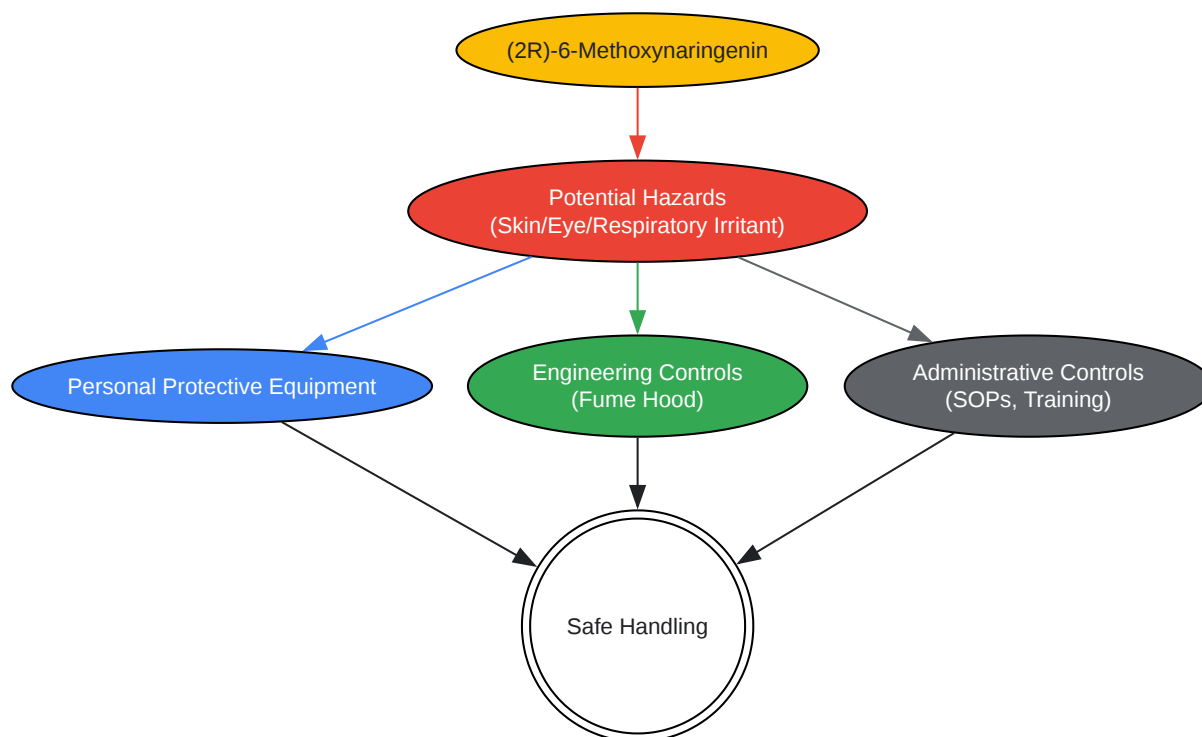 (2R)-6-Methoxynaringenin
Potential Hazards
(Skin/Eye/Respiratory Irritant)
Personal Protective Equipment
Engineering Controls
(Fume Hood)
Administrative Controls
(SOPs, Training)
Safe Handling